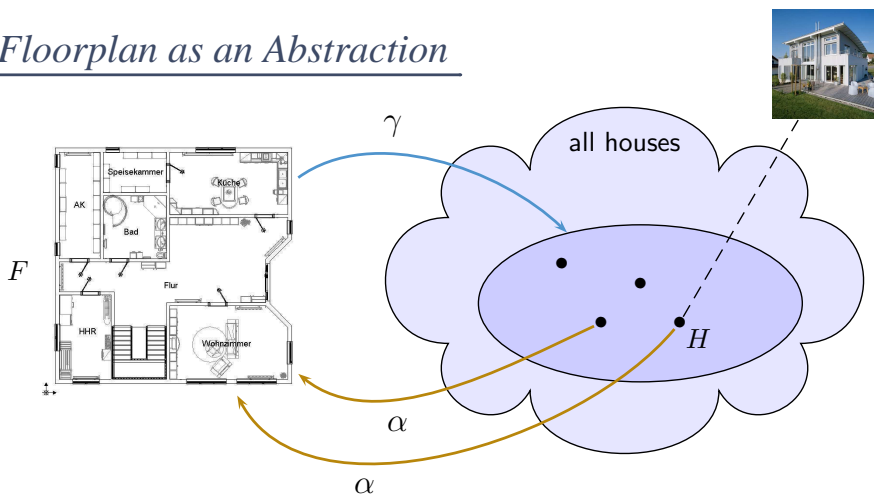 Floorplan as an Abstraction
γ
all houses
Speisekammer
Küche
AK
Bad
F
Flur
HHR
Wohnzimmer
H
α
α